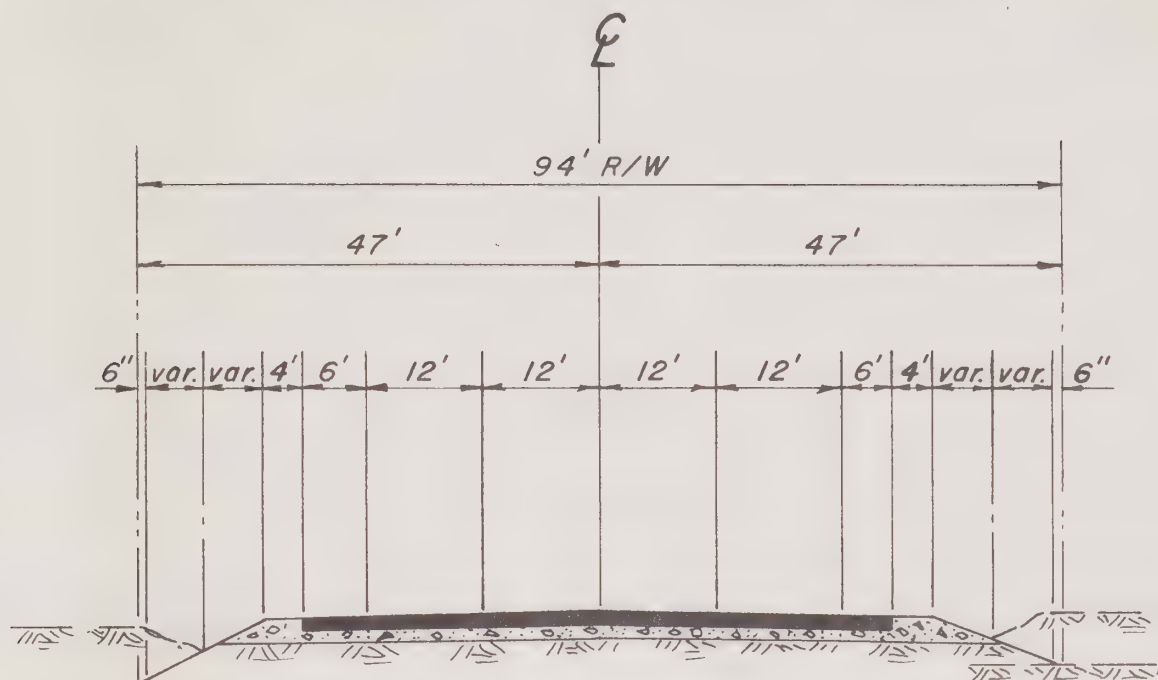 ℄
94' R/W
47' 47'
6" var. var. 4' 6' 12' 12' 12' 12' 6' 4' var. var. 6"